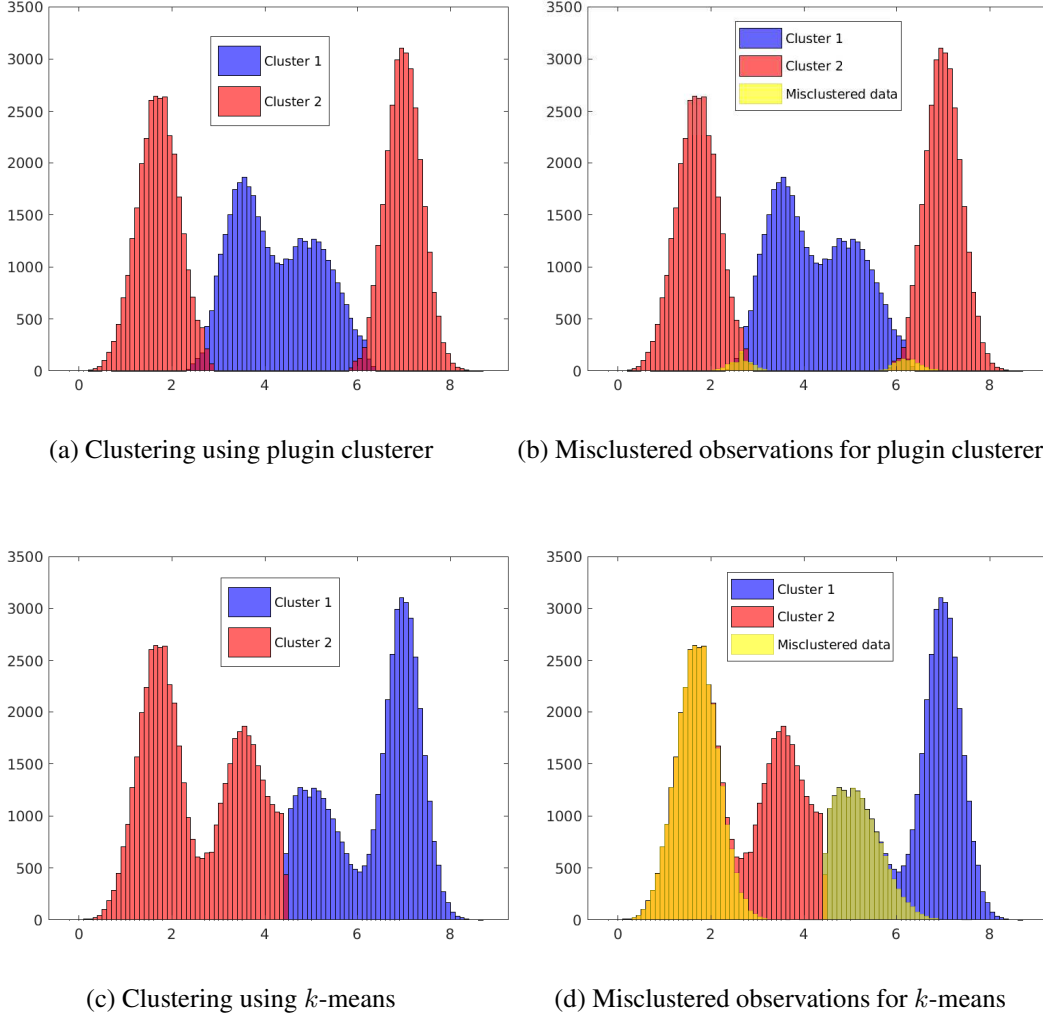 3500
3000
2500
2000
1500
1000
500
0
0 2 4 6 8
Cluster 1
Cluster 2
(a) Clustering using plugin clusterer
3500
3000
2500
2000
1500
1000
500
0
0 2 4 6 8
Cluster 1
Cluster 2
Misclustered data
(b) Misclustered observations for plugin clusterer
3500
3000
2500
2000
1500
1000
500
0
0 2 4 6 8
Cluster 1
Cluster 2
(c) Clustering using k-means
3500
3000
2500
2000
1500
1000
500
0
0 2 4 6 8
Cluster 1
Cluster 2
Misclustered data
(d) Misclustered observations for k-means